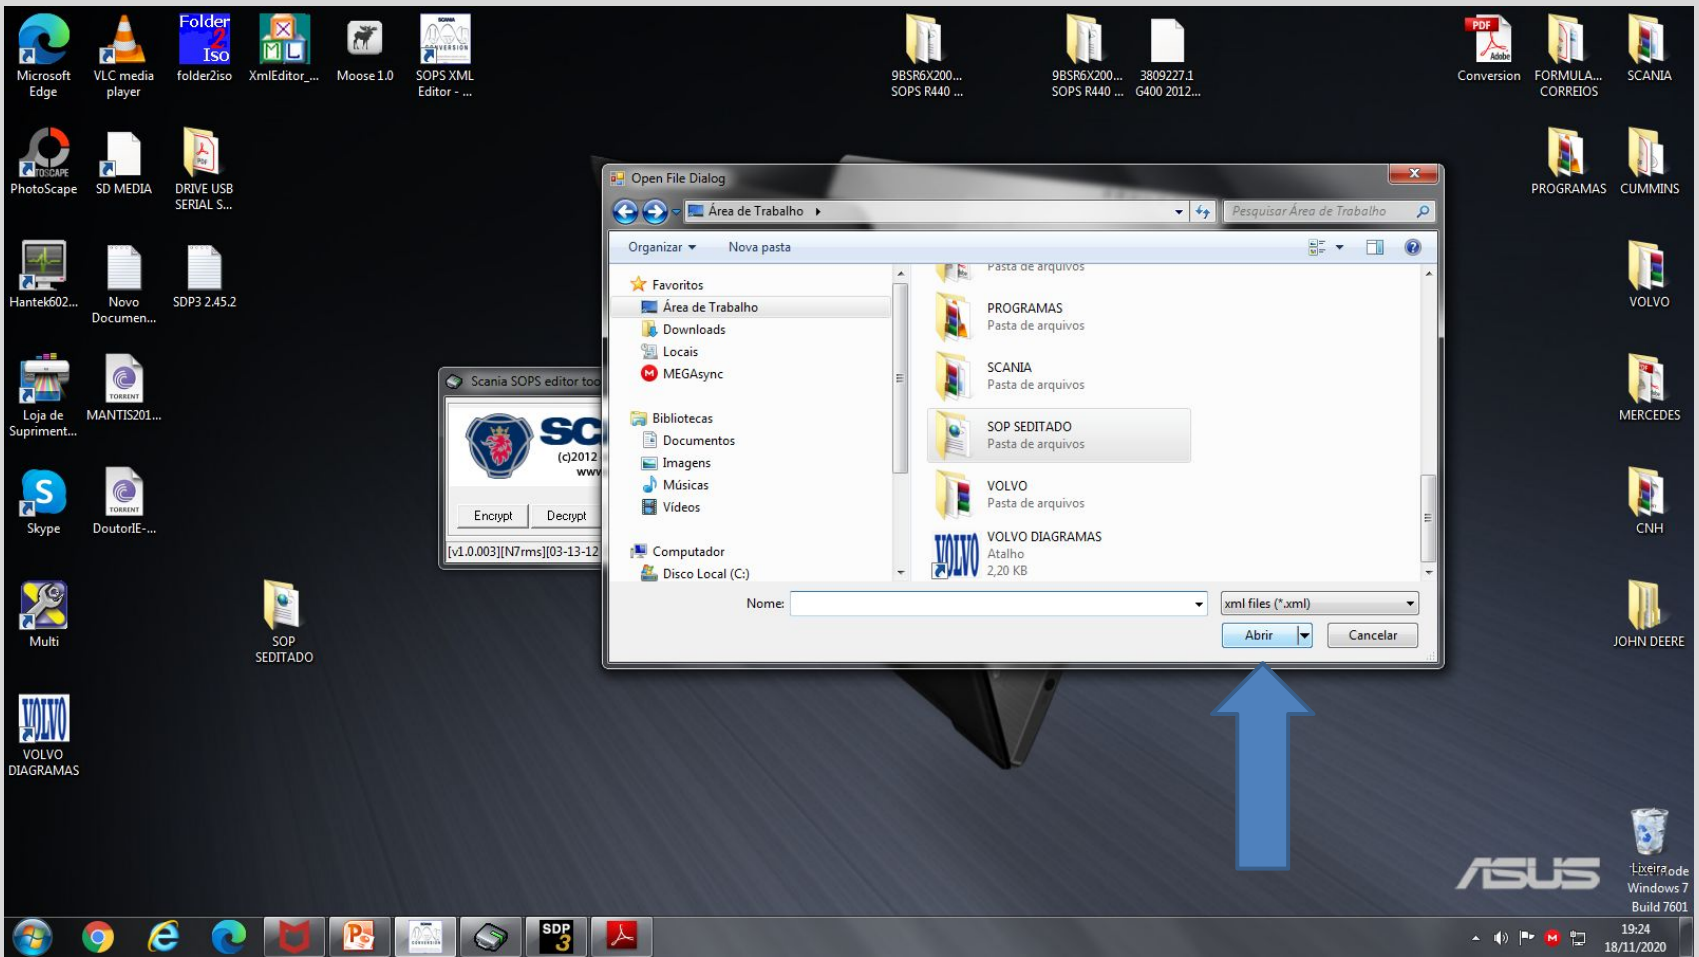 Folder
2
Iso
XML
SCANIA
CONVERSION
Microsoft
Edge
VLC media
player
folder2iso
XmlEditor_...
Moose 1.0
SOPS XML
Editor - ...
9BSR6X200...
SOPS R440 ...
9BSR6X200...
SOPS R440 ...
3809227.1
G400 2012...
PDF
Adobe
Conversion
FORMULA...
CORREIOS
SCANIA
PhotoScape
SD MEDIA
DRIVE USB
SERIAL S...
PROGRAMAS
CUMMINS
Hantek602...
Novo
Documen...
SDP3 2.45.2
VOLVO
Loja de
Supriment...
TORRENT
MANTIS201...
MERCEDES
Skype
TORRENT
DoutorIE-...
CNH
Multi
SOP
SEDITADO
JOHN DEERE
VOLVO
VOLVO
DIAGRAMAS
Scania SOPS editor too
SC
(c)2012
www
Encrypt
Decrypt
[v1.0.003][N7rms][03-13-12
Open File Dialog
Área de Trabalho
Pesquisar Área de Trabalho
Organizar
Nova pasta
Favoritos
Área de Trabalho
Downloads
Locais
MEGAsync
Bibliotecas
Documentos
Imagens
Músicas
Vídeos
Computador
Disco Local (C:)
Pasta de arquivos
PROGRAMAS
Pasta de arquivos
SCANIA
Pasta de arquivos
SOP SEDITADO
Pasta de arquivos
VOLVO
Pasta de arquivos
VOLVO
VOLVO DIAGRAMAS
Atalho
2,20 KB
Nome:
xml files (*.xml)
Abrir
Cancelar
ASUS
Lixeira
Windows 7
Build 7601
SDP
3
19:24
18/11/2020